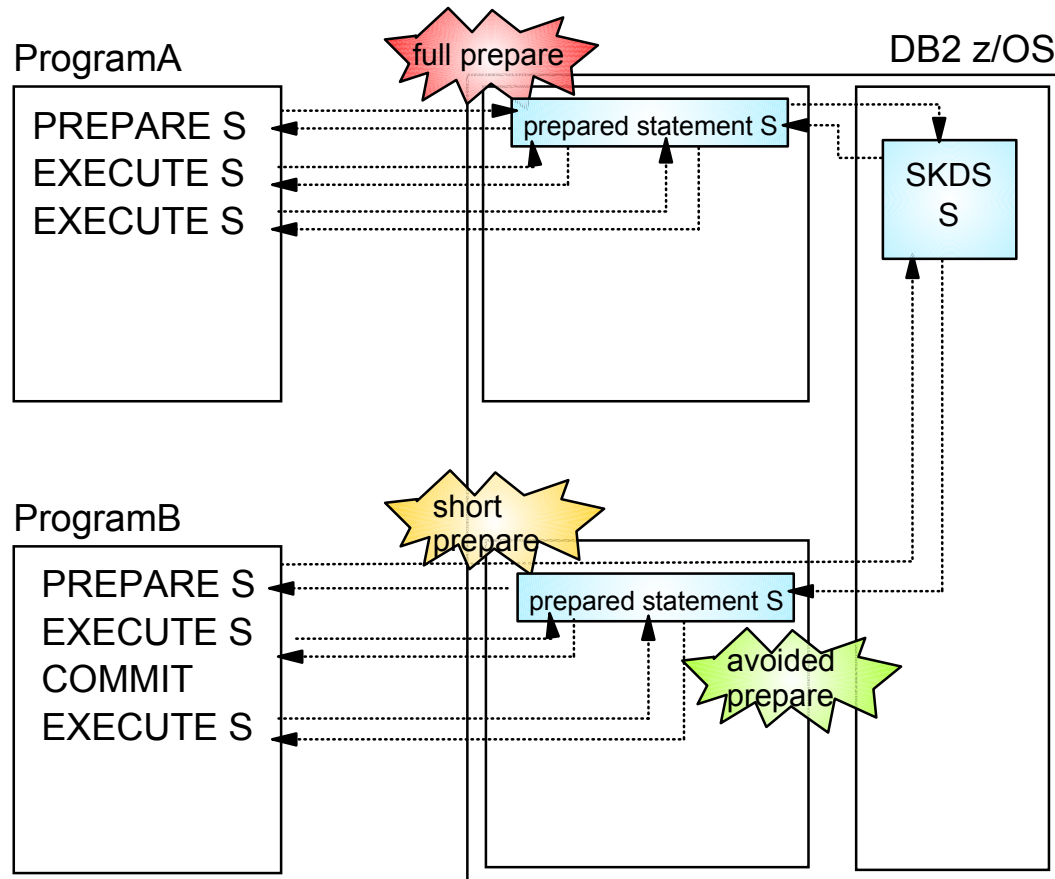 full prepare
ProgramA
DB2 z/OS
PREPARE S
EXECUTE S
EXECUTE S
prepared statement S
SKDS
S
ProgramB
short
prepare
PREPARE S
EXECUTE S
COMMIT
EXECUTE S
prepared statement S
avoided
prepare